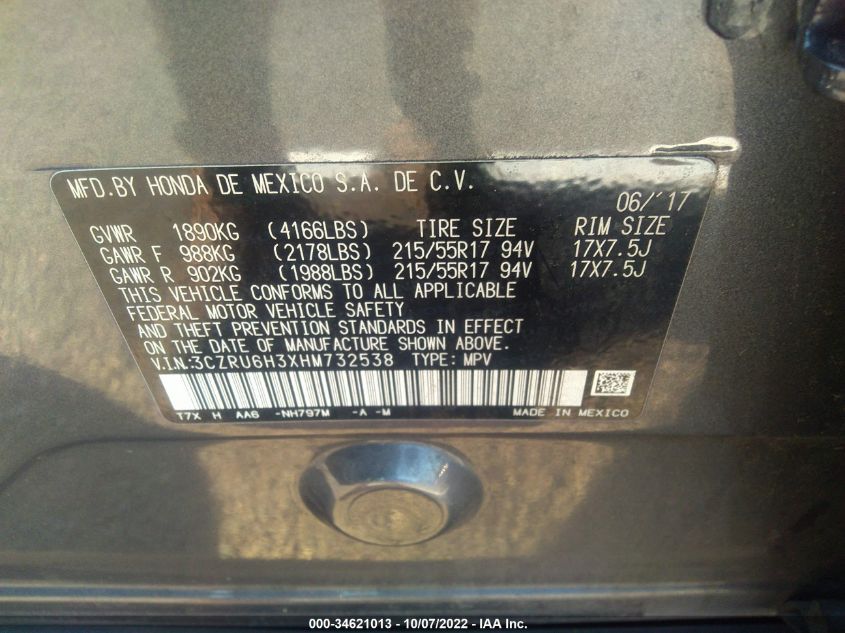 MFD.BY HONDA DE MEXICO S.A. DE C.V.
06/'17
GVWR 1890KG (4166LBS) TIRE SIZE RIM SIZE
GAWR F 988KG (2178LBS) 215/55R17 94V 17X7.5J
GAWR R 902KG (1988LBS) 215/55R17 94V 17X7.5J
THIS VEHICLE CONFORMS TO ALL APPLICABLE
FEDERAL MOTOR VEHICLE SAFETY
AND THEFT PREVENTION STANDARDS IN EFFECT
ON THE DATE OF MANUFACTURE SHOWN ABOVE.
V.I.N.:3CZRU6H3XHM732538 TYPE: MPV
T7X H AA6 -NH797M -A -M MADE IN MEXICO
000-34621013 - 10/07/2022 - IAA Inc.